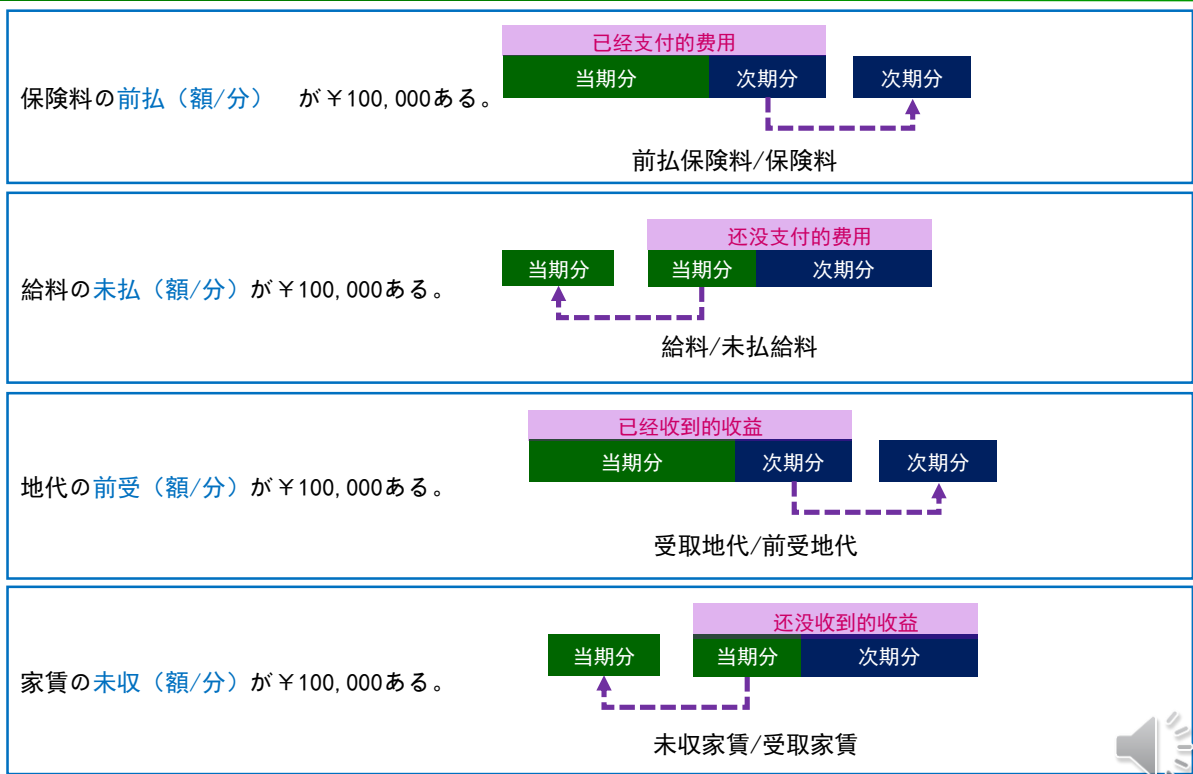 已经支付的费用
当期分 次期分 次期分
保険料の前払（額/分） が￥100,000ある。
前払保険料/保険料
还没支付的费用
当期分 当期分 次期分
給料の未払（額/分）が￥100,000ある。
給料/未払給料
已经收到的收益
当期分 次期分 次期分
地代の前受（額/分）が￥100,000ある。
受取地代/前受地代
还没收到的收益
当期分 当期分 次期分
家賃の未収（額/分）が￥100,000ある。
未収家賃/受取家賃